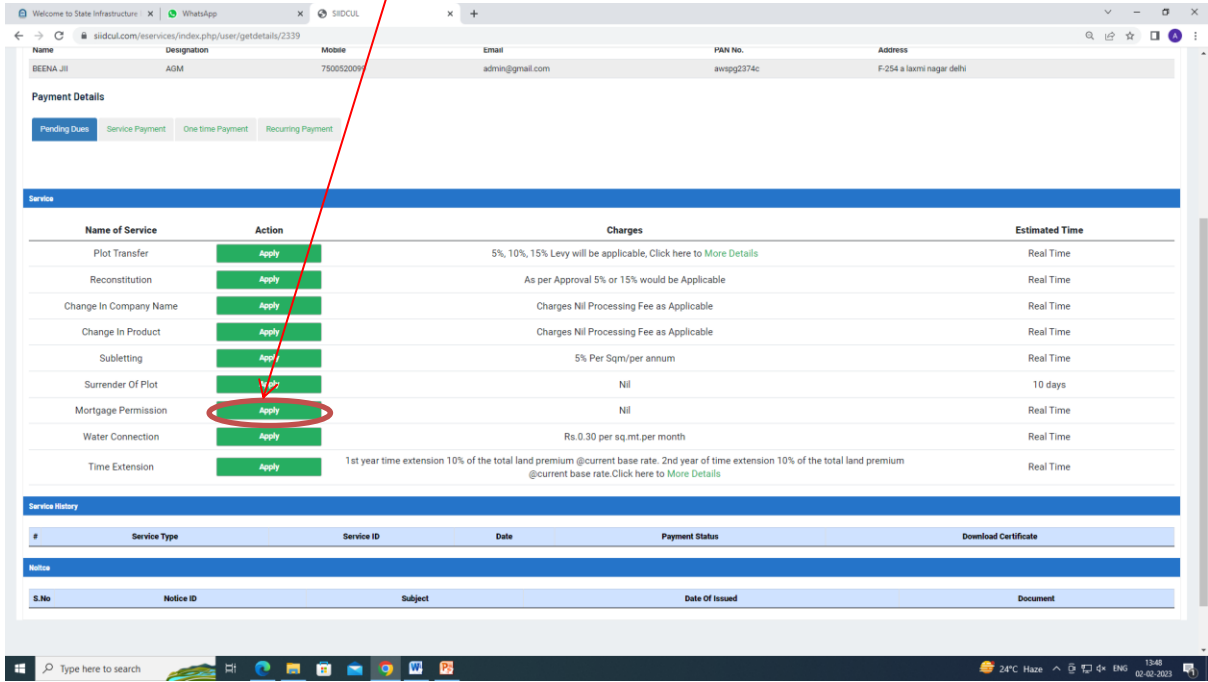 Welcome to State Infrastructure
WhatsApp
SIIDCUL
siidcul.com/eservices/index.php/user/getdetails/2339
Name Designation Mobile Email PAN No. Address
BEENA JII AGM 7500520099 admin@gmail.com awspg2374c F-254 a laxmi nagar delhi
Payment Details
Pending Dues Service Payment One time Payment Recurring Payment
Service
Name of Service Action Charges Estimated Time
Plot Transfer Apply 5%, 10%, 15% Levy will be applicable, Click here to More Details Real Time
Reconstitution Apply As per Approval 5% or 15% would be Applicable Real Time
Change In Company Name Apply Charges Nil Processing Fee as Applicable Real Time
Change In Product Apply Charges Nil Processing Fee as Applicable Real Time
Subletting Apply 5% Per Sqm/per annum Real Time
Surrender Of Plot Apply Nil 10 days
Mortgage Permission Apply Nil Real Time
Water Connection Apply Rs.0.30 per sq.mt.per month Real Time
Time Extension Apply 1st year time extension 10% of the total land premium @current base rate. 2nd year of time extension 10% of the total land premium Real Time
@current base rate.Click here to More Details
Service History
# Service Type Service ID Date Payment Status Download Certificate
Notice
S.No Notice ID Subject Date Of Issued Document
Type here to search
24°C Haze ENG 13:48
02-02-2023